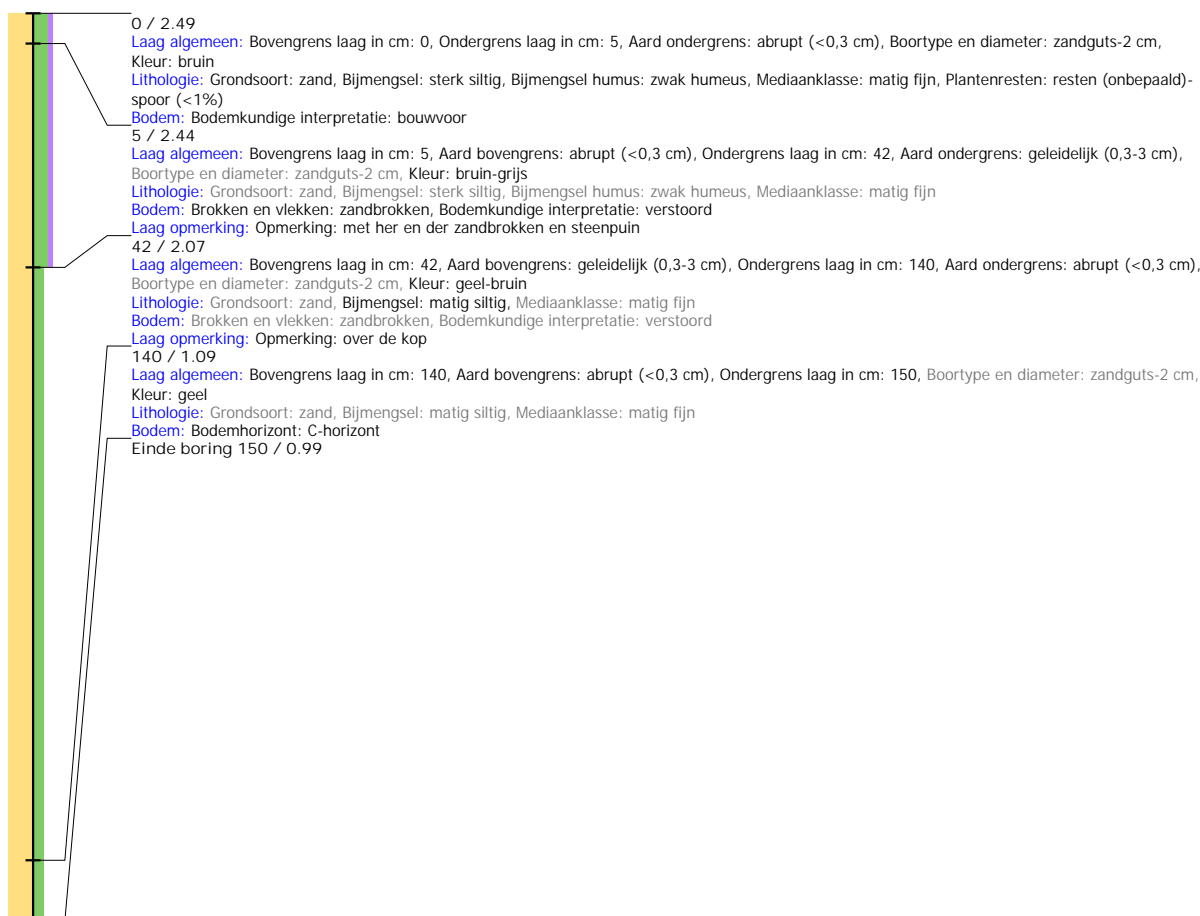 0 / 2.49
Laag algemeen: Bovengrens laag in cm: 0, Ondergrens laag in cm: 5, Aard ondergrens: abrupt (<0,3 cm), Boortype en diameter: zandguts-2 cm,
Kleur: bruin
Lithologie: Grondsoort: zand, Bijmengsel: sterk siltig, Bijmengsel humus: zwak humeus, Mediaanklasse: matig fijn, Plantenresten: resten (onbepaald)-
spoor (<1%)
Bodem: Bodemkundige interpretatie: bouwvoor
5 / 2.44
Laag algemeen: Bovengrens laag in cm: 5, Aard bovengrens: abrupt (<0,3 cm), Ondergrens laag in cm: 42, Aard ondergrens: geleidelijk (0,3-3 cm),
Boortype en diameter: zandguts-2 cm, Kleur: bruin-grijs
Lithologie: Grondsoort: zand, Bijmengsel: sterk siltig, Bijmengsel humus: zwak humeus, Mediaanklasse: matig fijn
Bodem: Brokken en vlekken: zandbrokken, Bodemkundige interpretatie: verstoord
Laag opmerking: Opmerking: met her en der zandbrokken en steenpuin
42 / 2.07
Laag algemeen: Bovengrens laag in cm: 42, Aard bovengrens: geleidelijk (0,3-3 cm), Ondergrens laag in cm: 140, Aard ondergrens: abrupt (<0,3 cm),
Boortype en diameter: zandguts-2 cm, Kleur: geel-bruin
Lithologie: Grondsoort: zand, Bijmengsel: matig siltig, Mediaanklasse: matig fijn
Bodem: Brokken en vlekken: zandbrokken, Bodemkundige interpretatie: verstoord
Laag opmerking: Opmerking: over de kop
140 / 1.09
Laag algemeen: Bovengrens laag in cm: 140, Aard bovengrens: abrupt (<0,3 cm), Ondergrens laag in cm: 150, Boortype en diameter: zandguts-2 cm,
Kleur: geel
Lithologie: Grondsoort: zand, Bijmengsel: matig siltig, Mediaanklasse: matig fijn
Bodem: Bodemhorizont: C-horizont
Einde boring 150 / 0.99